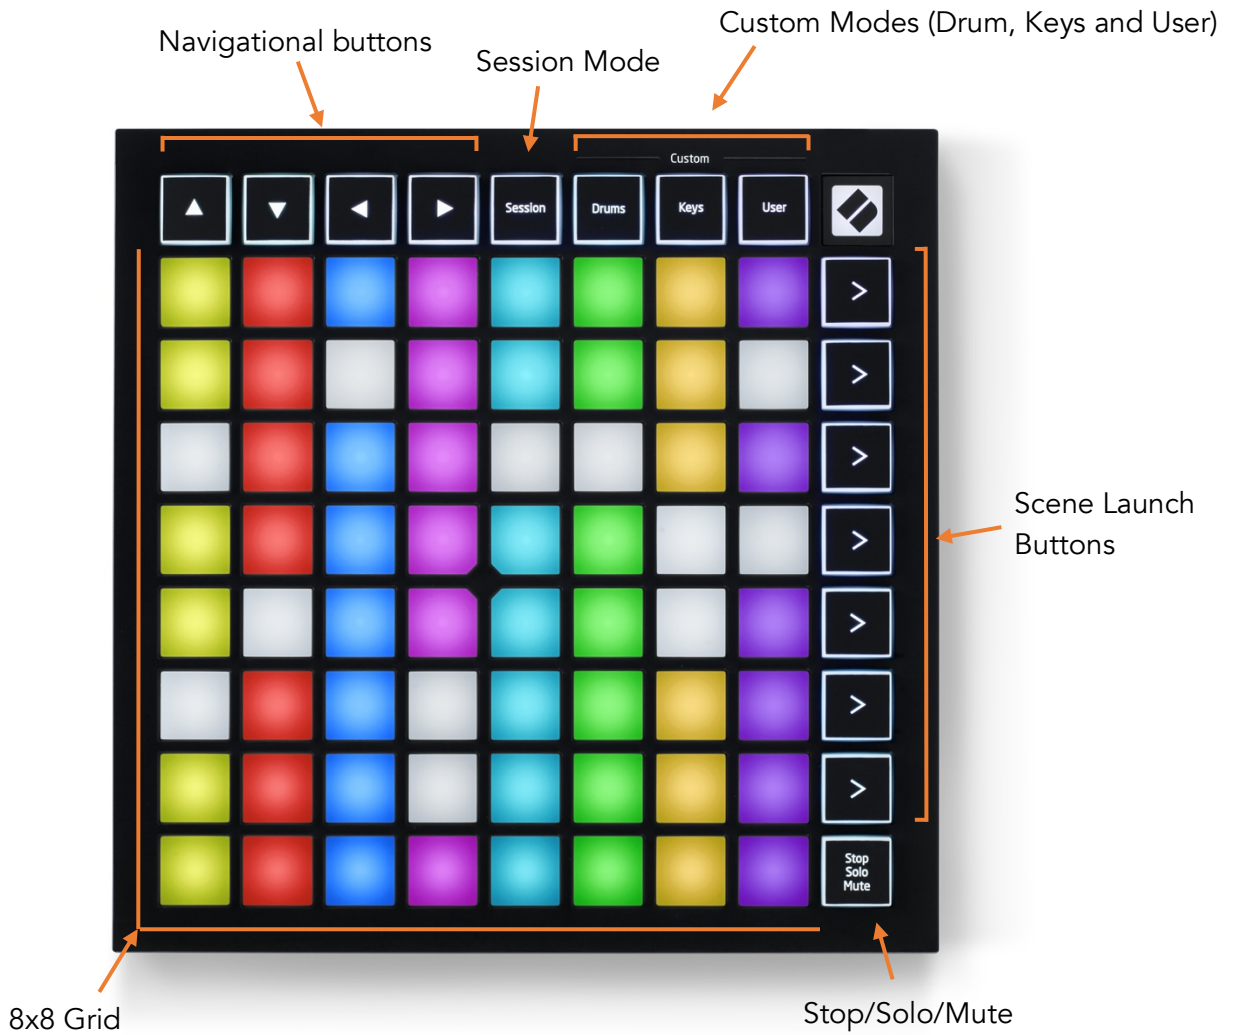 Custom Modes (Drum, Keys and User)
Navigational buttons
Session Mode
Custom
Session
Drums
Keys
User
>
>
>
>
>
>
>
Scene Launch
Buttons
Stop
Solo
Mute
8x8 Grid
Stop/Solo/Mute